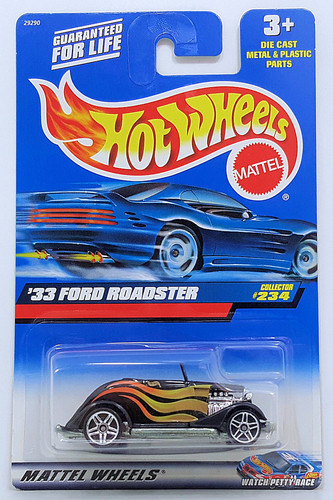 29290
GUARANTEED
FOR LIFE
3+
DIE CAST
METAL & PLASTIC
PARTS
HOT WHEELS
MATTEL
®
'33 FORD ROADSTER
COLLECTOR
#234
MATTEL WHEELS®
WATCH PETTY RACE